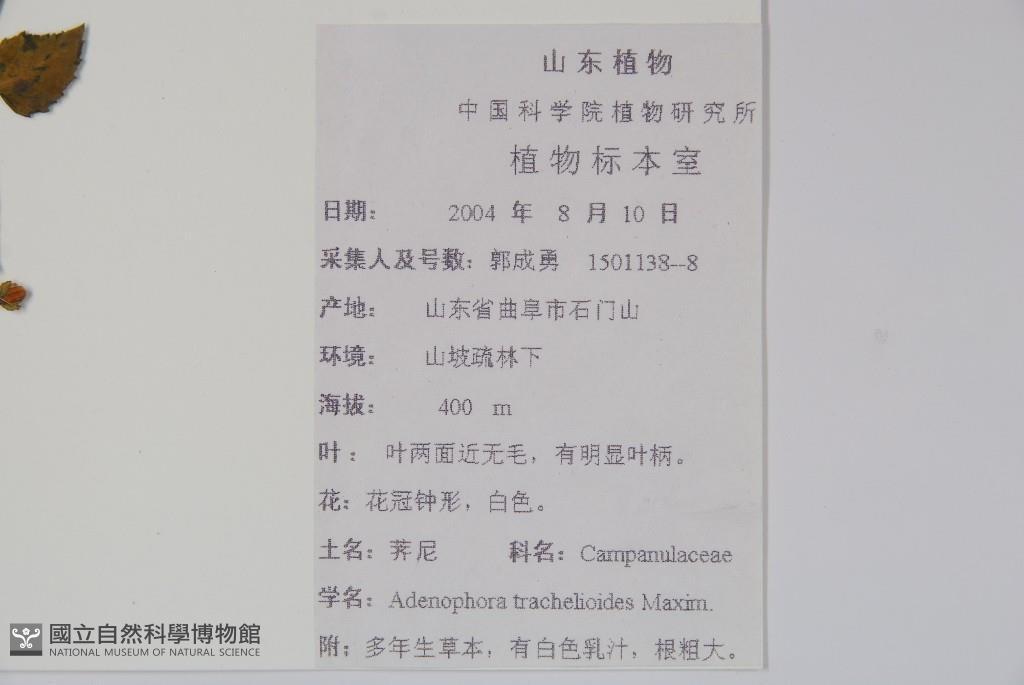 山东植物
中国科学院植物研究所
植物标本室
日期： 2004 年 8 月 10 日
采集人及号数：郭成勇 1501138--8
产地： 山东省曲阜市石门山
环境： 山坡疏林下
海拔： 400 m
叶： 叶两面近无毛，有明显叶柄。
花：花冠钟形，白色。
土名：荠尼 科名：Campanulaceae
学名：Adenophora trachelioides Maxim.
附：多年生草本，有白色乳汁，根粗大。
國立自然科學博物館
NATIONAL MUSEUM OF NATURAL SCIENCE